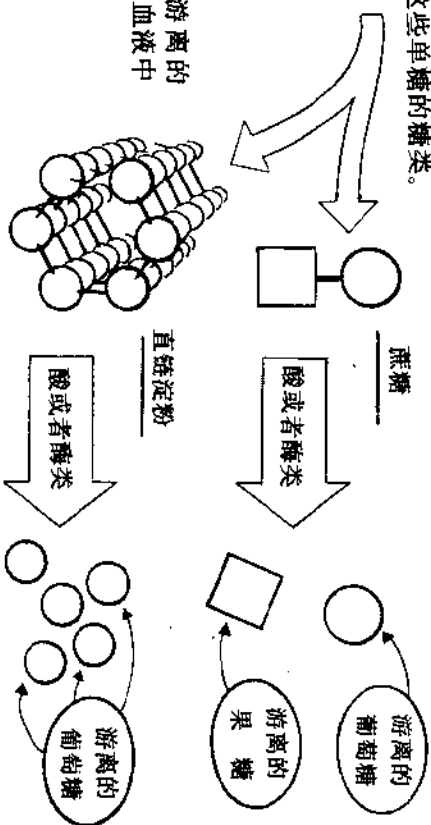 这些单糖的糖类。
游离的
血液中
蔗糖
酸或者酶类
游离的
葡萄糖
游离的
果糖
直链淀粉
酸或者酶类
游离的
葡萄糖